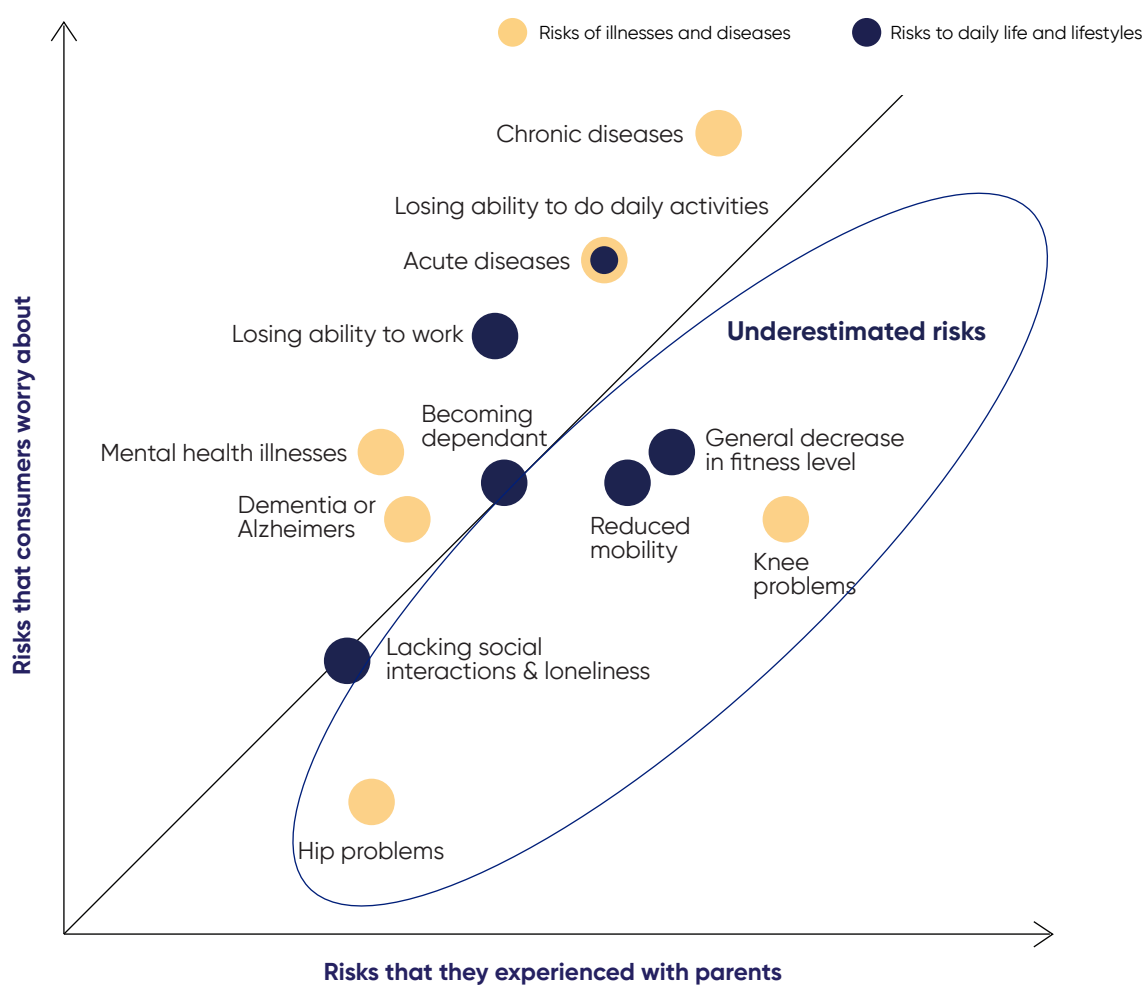 Risks of illnesses and diseases
Risks to daily life and lifestyles
Chronic diseases
Losing ability to do daily activities
Acute diseases
Losing ability to work
Underestimated risks
Becoming
dependant
Mental health illnesses
General decrease
in fitness level
Dementia or
Alzheimers
Reduced
mobility
Knee
problems
Lacking social
interactions & loneliness
Hip problems
Risks that consumers worry about
Risks that they experienced with parents